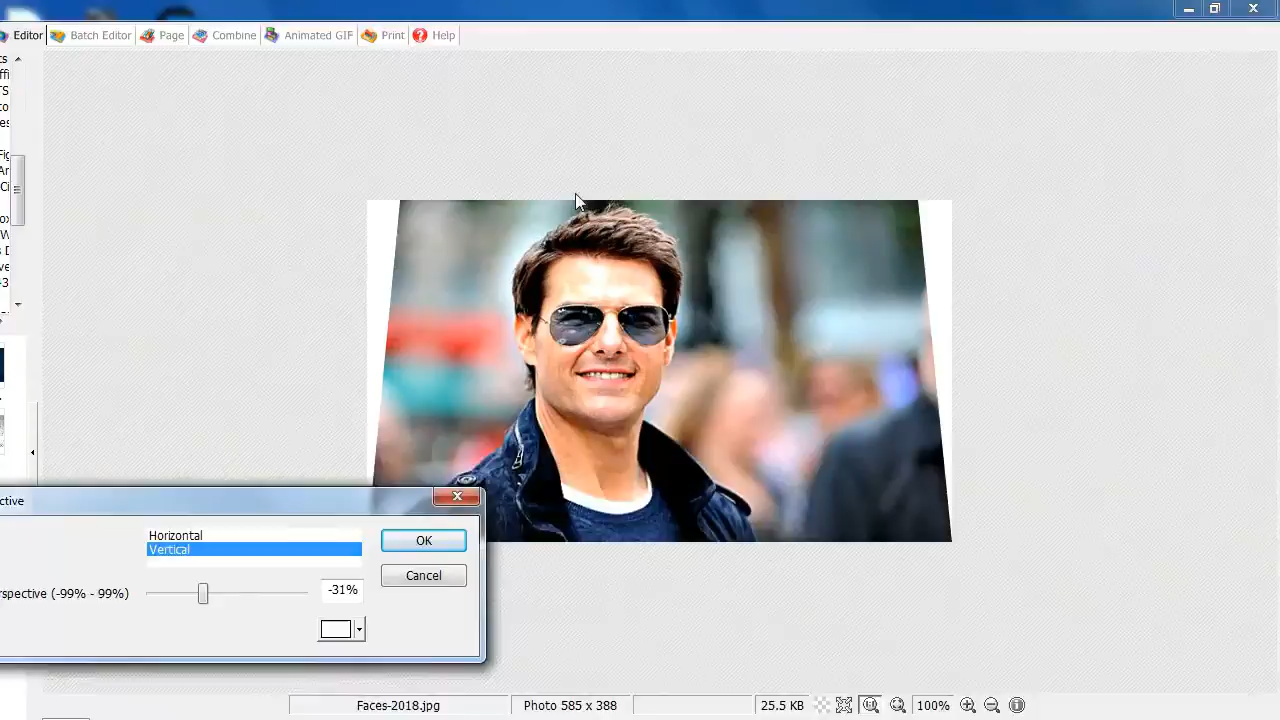 Editor Batch Editor Page Combine Animated GIF Print Help
ctive
Horizontal
Vertical
OK
Cancel
rspective (-99% - 99%)
-31%
Faces-2018.jpg Photo 585 x 388 25.5 KB 100%